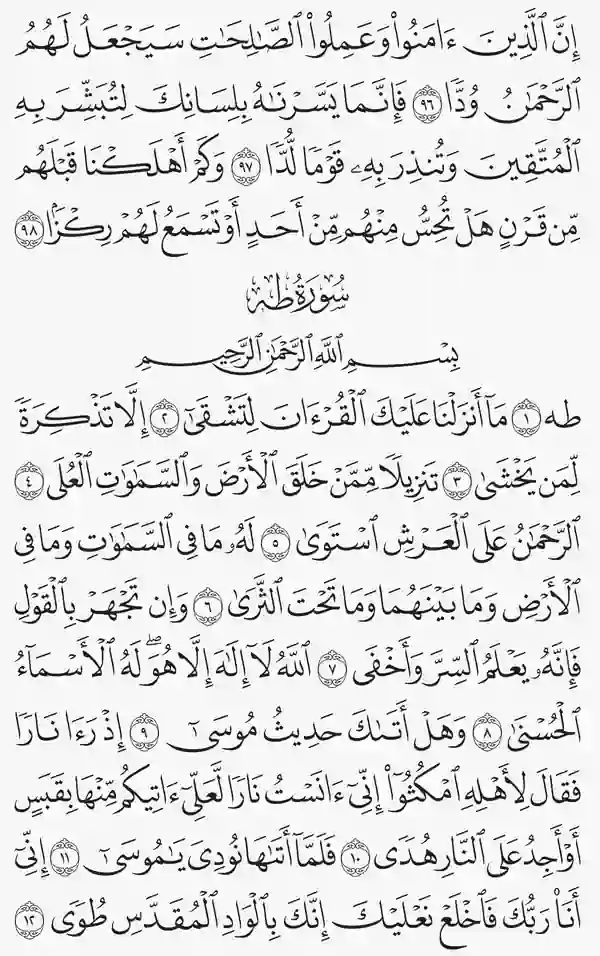 إِنَّ ٱلَّذِينَ ءَامَنُوا۟ وَعَمِلُوا۟ ٱلصَّٰلِحَٰتِ سَيَجْعَلُ لَهُمُ
ٱلرَّحْمَٰنُ وُدًّا ٩٦ فَإِنَّمَا يَسَّرْنَٰهُ بِلِسَانِكَ لِتُبَشِّرَ بِهِ
ٱلْمُتَّقِينَ وَتُنذِرَ بِهِۦ قَوْمًا لُّدًّا ٩٧ وَكَمْ أَهْلَكْنَا قَبْلَهُم
مِّن قَرْنٍ هَلْ تُحِسُّ مِنْهُم مِّنْ أَحَدٍ أَوْ تَسْمَعُ لَهُمْ رِكْزًۢا ٩٨
سُورَةُ طه
بِسْمِ ٱللَّهِ ٱلرَّحْمَٰنِ ٱلرَّحِيمِ
طه ١ مَآ أَنزَلْنَا عَلَيْكَ ٱلْقُرْءَانَ لِتَشْقَىٰٓ ٢ إِلَّا تَذْكِرَةً
لِّمَن يَخْشَىٰ ٣ تَنزِيلًا مِّمَّنْ خَلَقَ ٱلْأَرْضَ وَٱلسَّمَٰوَٰتِ ٱلْعُلَى ٤
ٱلرَّحْمَٰنُ عَلَى ٱلْعَرْشِ ٱسْتَوَىٰ ٥ لَهُۥ مَا فِى ٱلسَّمَٰوَٰتِ وَمَا فِى
ٱلْأَرْضِ وَمَا بَيْنَهُمَا وَمَا تَحْتَ ٱلثَّرَىٰ ٦ وَإِن تَجْهَرْ بِٱلْقَوْلِ
فَإِنَّهُۥ يَعْلَمُ ٱلسِّرَّ وَأَخْفَى ٧ ٱللَّهُ لَآ إِلَٰهَ إِلَّا هُوَ ۖ لَهُ ٱلْأَسْمَآءُ
ٱلْحُسْنَىٰ ٨ وَهَلْ أَتَىٰكَ حَدِيثُ مُوسَىٰٓ ٩ إِذْ رَءَا نَارًا
فَقَالَ لِأَهْلِهِ ٱمْكُثُوٓا۟ إِنِّىٓ ءَانَسْتُ نَارًا لَّعَلِّىٓ ءَاتِيكُم مِّنْهَا بِقَبَسٍ
أَوْ أَجِدُ عَلَى ٱلنَّارِ هُدًى ١٠ فَلَمَّآ أَتَىٰهَا نُودِىَ يَٰمُوسَىٰٓ ١١ إِنِّىٓ
أَنَا۠ رَبُّكَ فَٱخْلَعْ نَعْلَيْكَ إِنَّكَ بِٱلْوَادِ ٱلْمُقَدَّسِ طُوًى ١٢